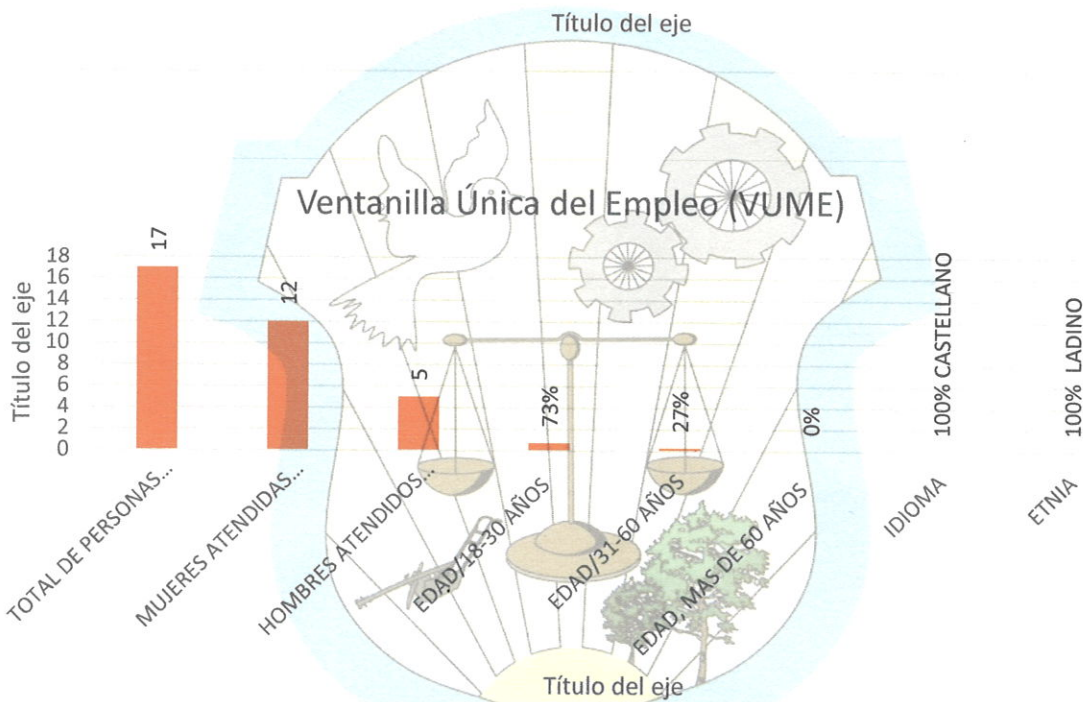 Título del eje
Ventanilla Única del Empleo (VUME)
Título del eje
18
16
14
12
10
8
6
4
2
0
17
12
5
73%
27%
0%
100% CASTELLANO
100% LADINO
TOTAL DE PERSONAS...
MUJERES ATENDIDAS...
HOMBRES ATENDIDOS...
EDAD/18-30 AÑOS
EDAD/31-60 AÑOS
EDAD, MAS DE 60 AÑOS
IDIOMA
ETNIA
Título del eje